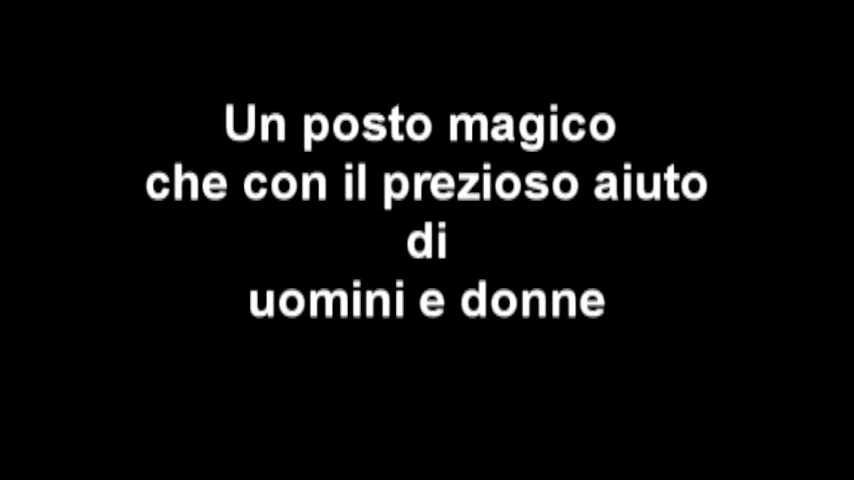 Un posto magico
che con il prezioso aiuto
di
uomini e donne